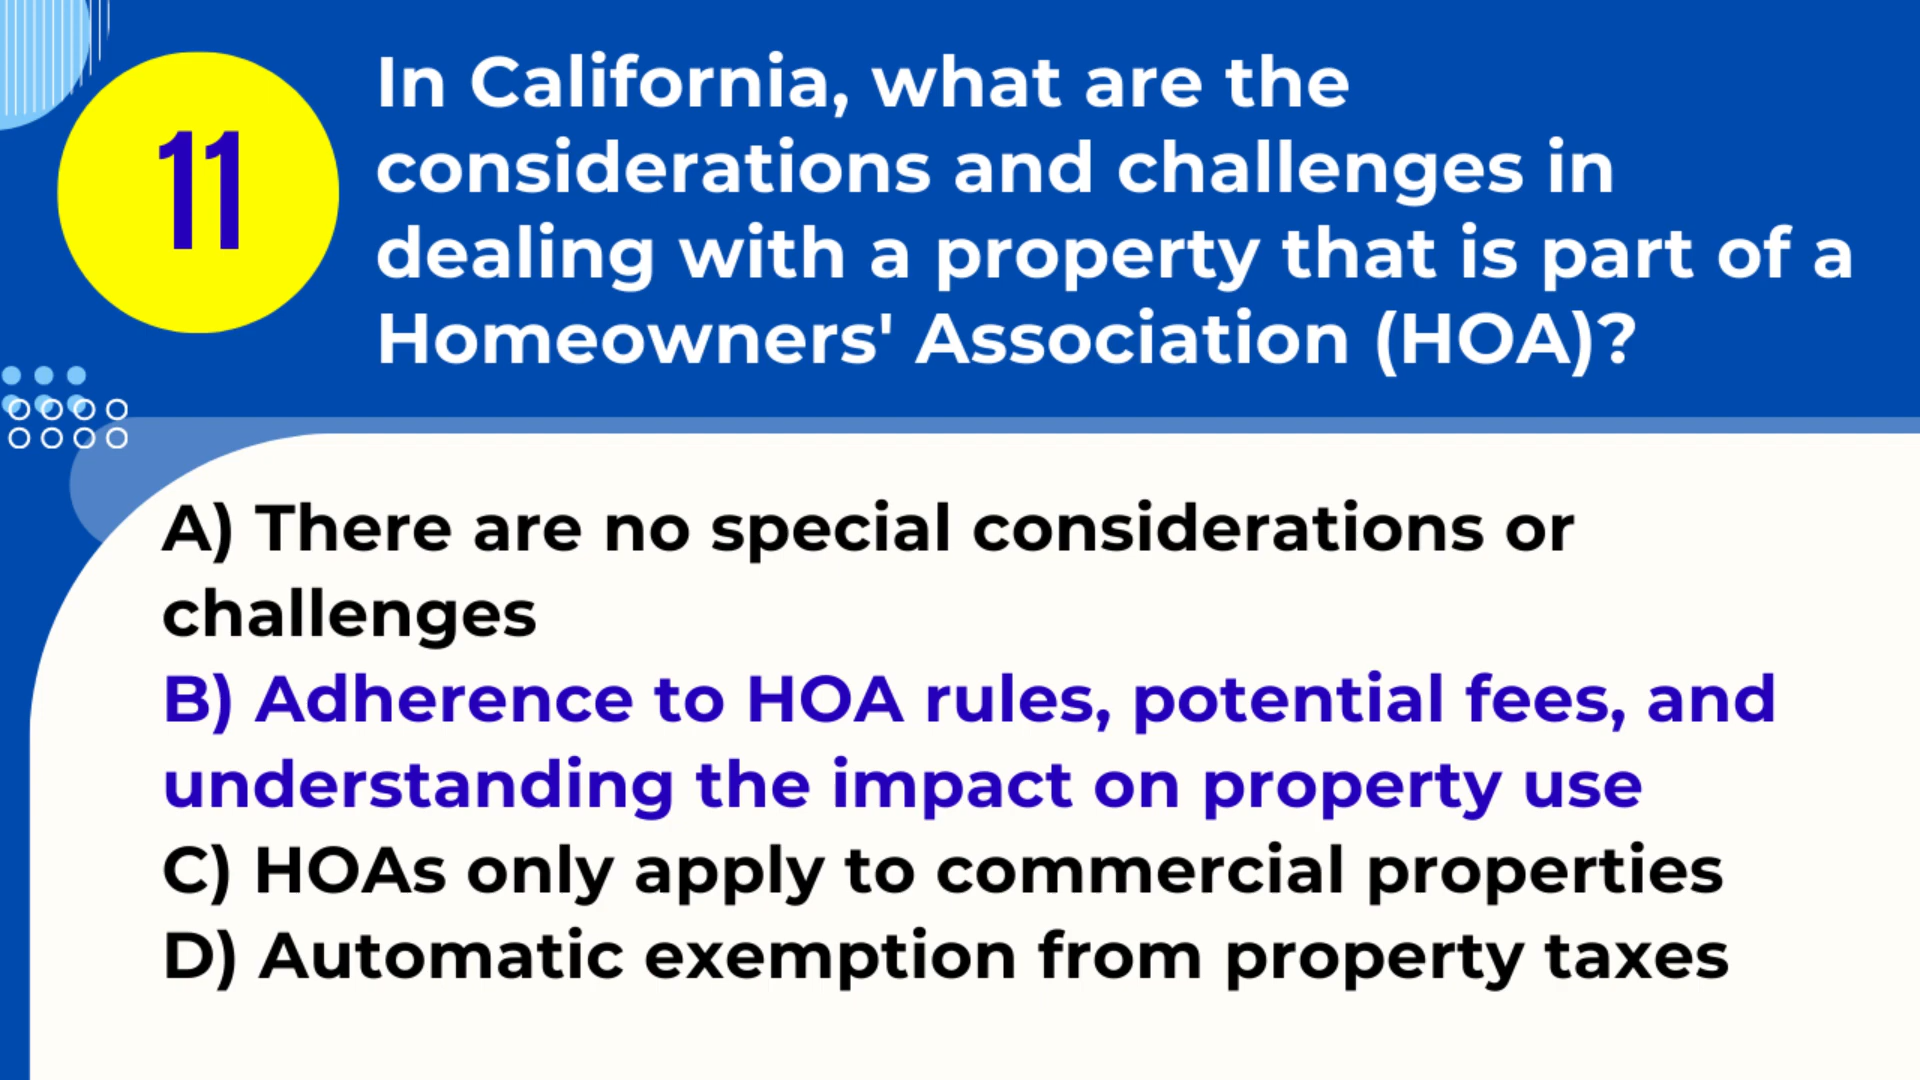 11
In California, what are the
considerations and challenges in
dealing with a property that is part of a
Homeowners' Association (HOA)?
A) There are no special considerations or
challenges
B) Adherence to HOA rules, potential fees, and
understanding the impact on property use
C) HOAs only apply to commercial properties
D) Automatic exemption from property taxes